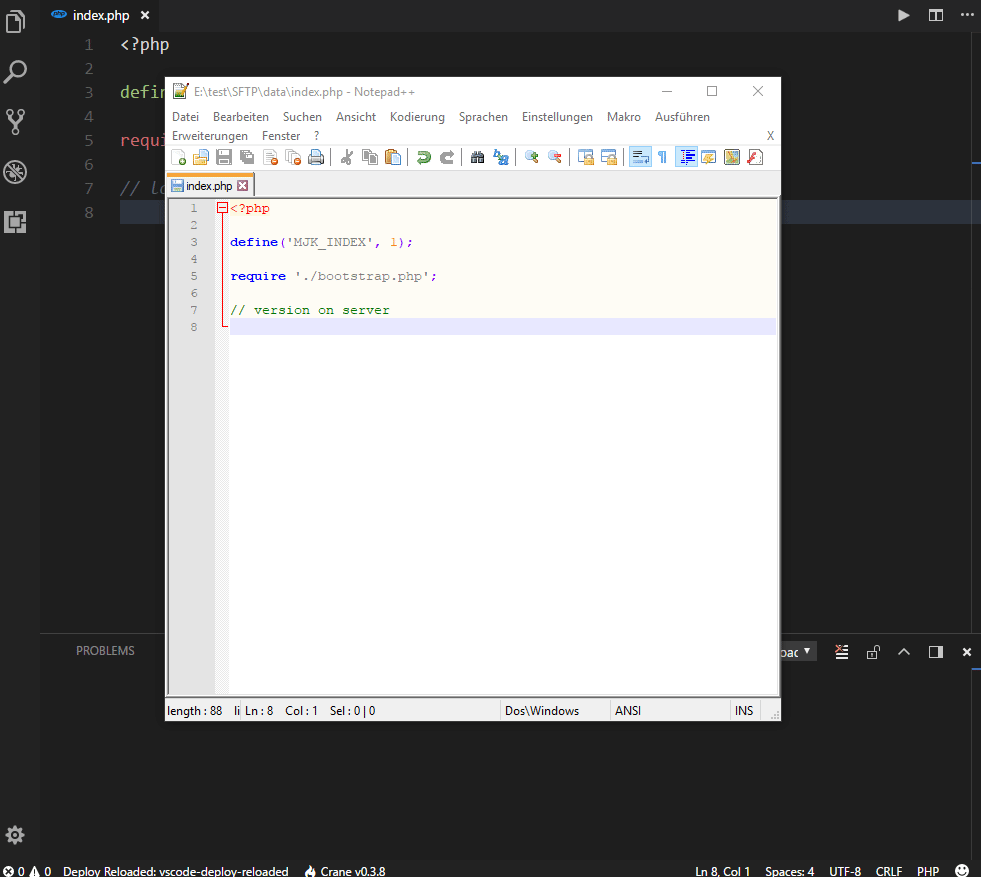 index.php
1 <?php
2
3 defin
4
5 requi
6
7 // lo
8
E:\test\SFTP\data\index.php - Notepad++
Datei Bearbeiten Suchen Ansicht Kodierung Sprachen Einstellungen Makro Ausführen
Erweiterungen Fenster ? X
index.php
1 <?php
2
3 define('MJK_INDEX', 1);
4
5 require './bootstrap.php';
6
7 // version on server
8
length : 88 li Ln : 8 Col : 1 Sel : 0 | 0 Dos\Windows ANSI INS
PROBLEMS
0 0 Deploy Reloaded: vscode-deploy-reloaded Crane v0.3.8 Ln 8, Col 1 Spaces: 4 UTF-8 CRLF PHP